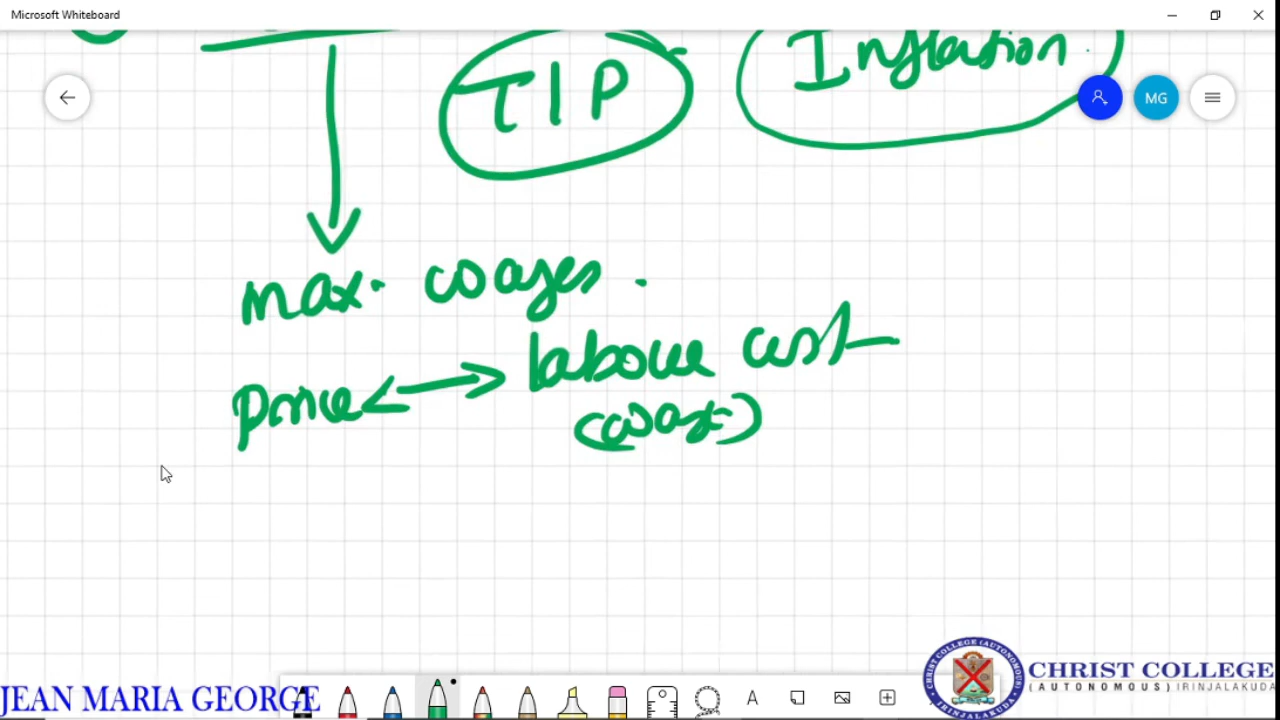 Microsoft Whiteboard
TIP
Inflation
MG
max. wages.
price <-> labour cost
(wage)
A
JEAN MARIA GEORGE
CHRIST COLLEGE
(AUTONOMOUS) IRINJALAKUDA